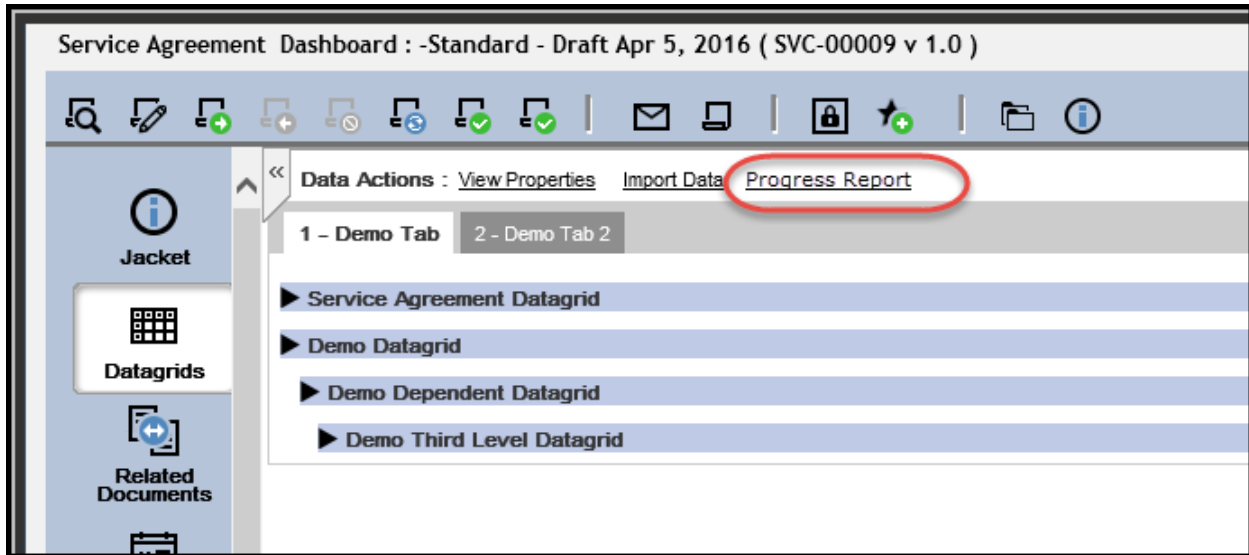 Service Agreement Dashboard : -Standard - Draft Apr 5, 2016 ( SVC-00009 v 1.0 )
Data Actions : View Properties Import Data Progress Report
1 - Demo Tab 2 - Demo Tab 2
Jacket
Service Agreement Datagrid
Demo Datagrid
Datagrids
Demo Dependent Datagrid
Demo Third Level Datagrid
Related
Documents